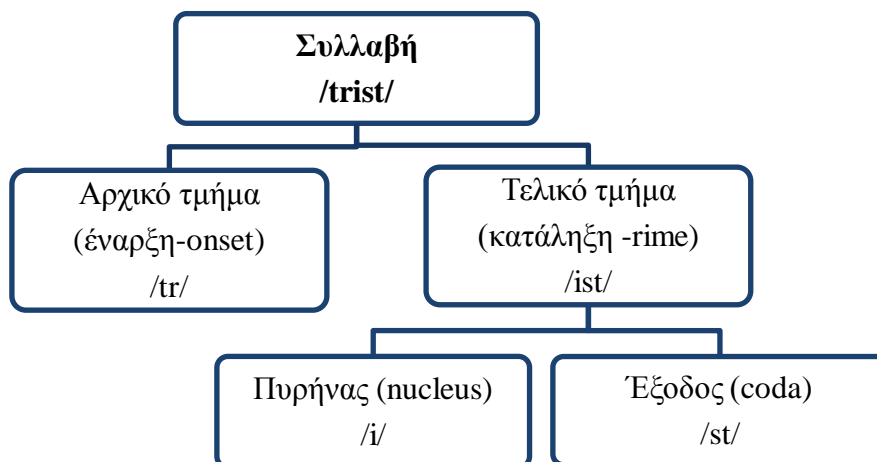 Συλλαβή
/trist/
Αρχικό τμήμα
(έναρξη-onset)
/tr/
Τελικό τμήμα
(κατάληξη -rime)
/ist/
Πυρήνας (nucleus)
/i/
Έξοδος (coda)
/st/